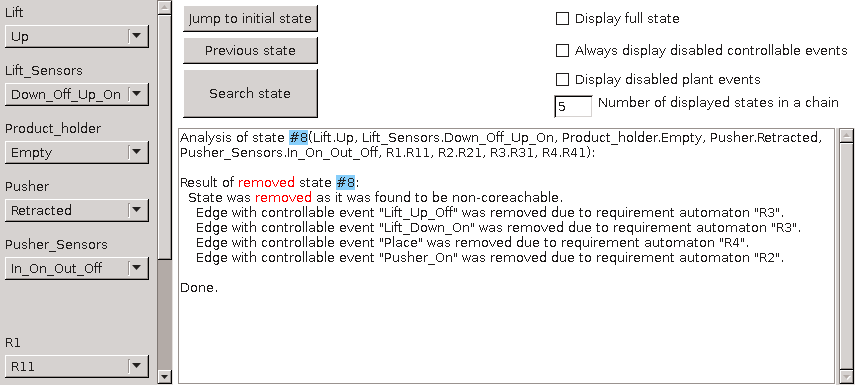 Lift
Up
Lift_Sensors
Down_Off_Up_On
Product_holder
Empty
Pusher
Retracted
Pusher_Sensors
In_On_Out_Off
R1
R11
Jump to initial state
Previous state
Search state
Display full state
Always display disabled controllable events
Display disabled plant events
5 Number of displayed states in a chain
Analysis of state #8(Lift.Up, Lift_Sensors.Down_Off_Up_On, Product_holder.Empty, Pusher.Retracted,
Pusher_Sensors.In_On_Out_Off, R1.R11, R2.R21, R3.R31, R4.R41):
Result of removed state #8:
State was removed as it was found to be non-coreachable.
Edge with controllable event "Lift_Up_Off" was removed due to requirement automaton "R3".
Edge with controllable event "Lift_Down_On" was removed due to requirement automaton "R3".
Edge with controllable event "Place" was removed due to requirement automaton "R4".
Edge with controllable event "Pusher_On" was removed due to requirement automaton "R2".
Done.